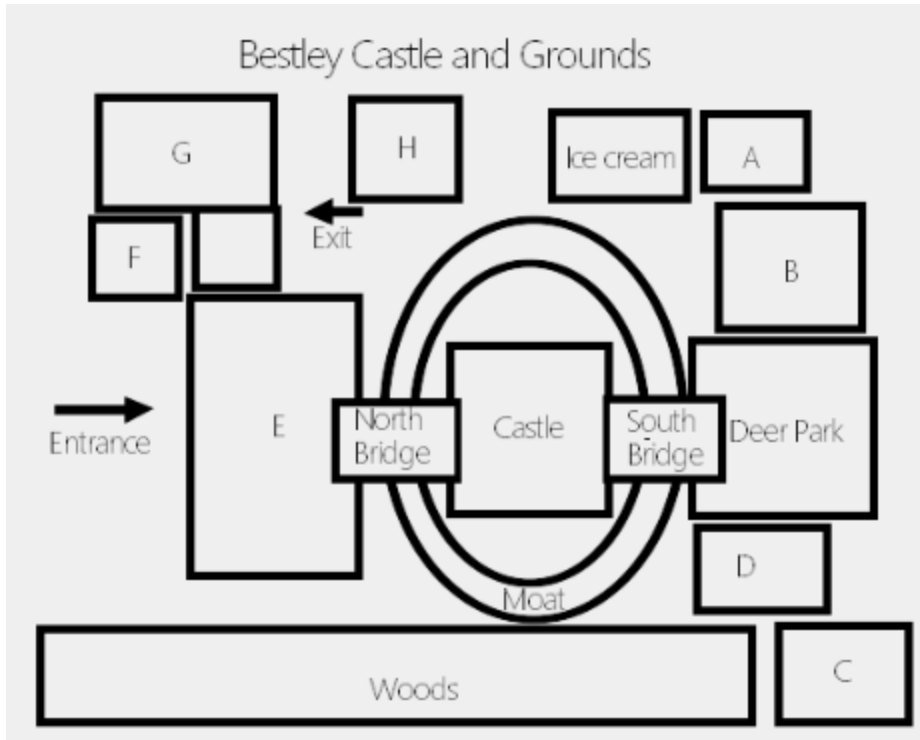 Bestley Castle and Grounds
G
H
Ice cream
A
Exit
F
B
Entrance
E
North
Bridge
Castle
South
Bridge
Deer Park
D
Moat
Woods
C